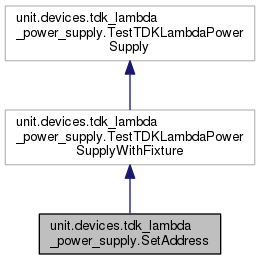 unit.devices.tdk_lambda
_power_supply.TestTDKLambdaPower
Supply
unit.devices.tdk_lambda
_power_supply.TestTDKLambdaPower
SupplyWithFixture
unit.devices.tdk_lambda
_power_supply.SetAddress